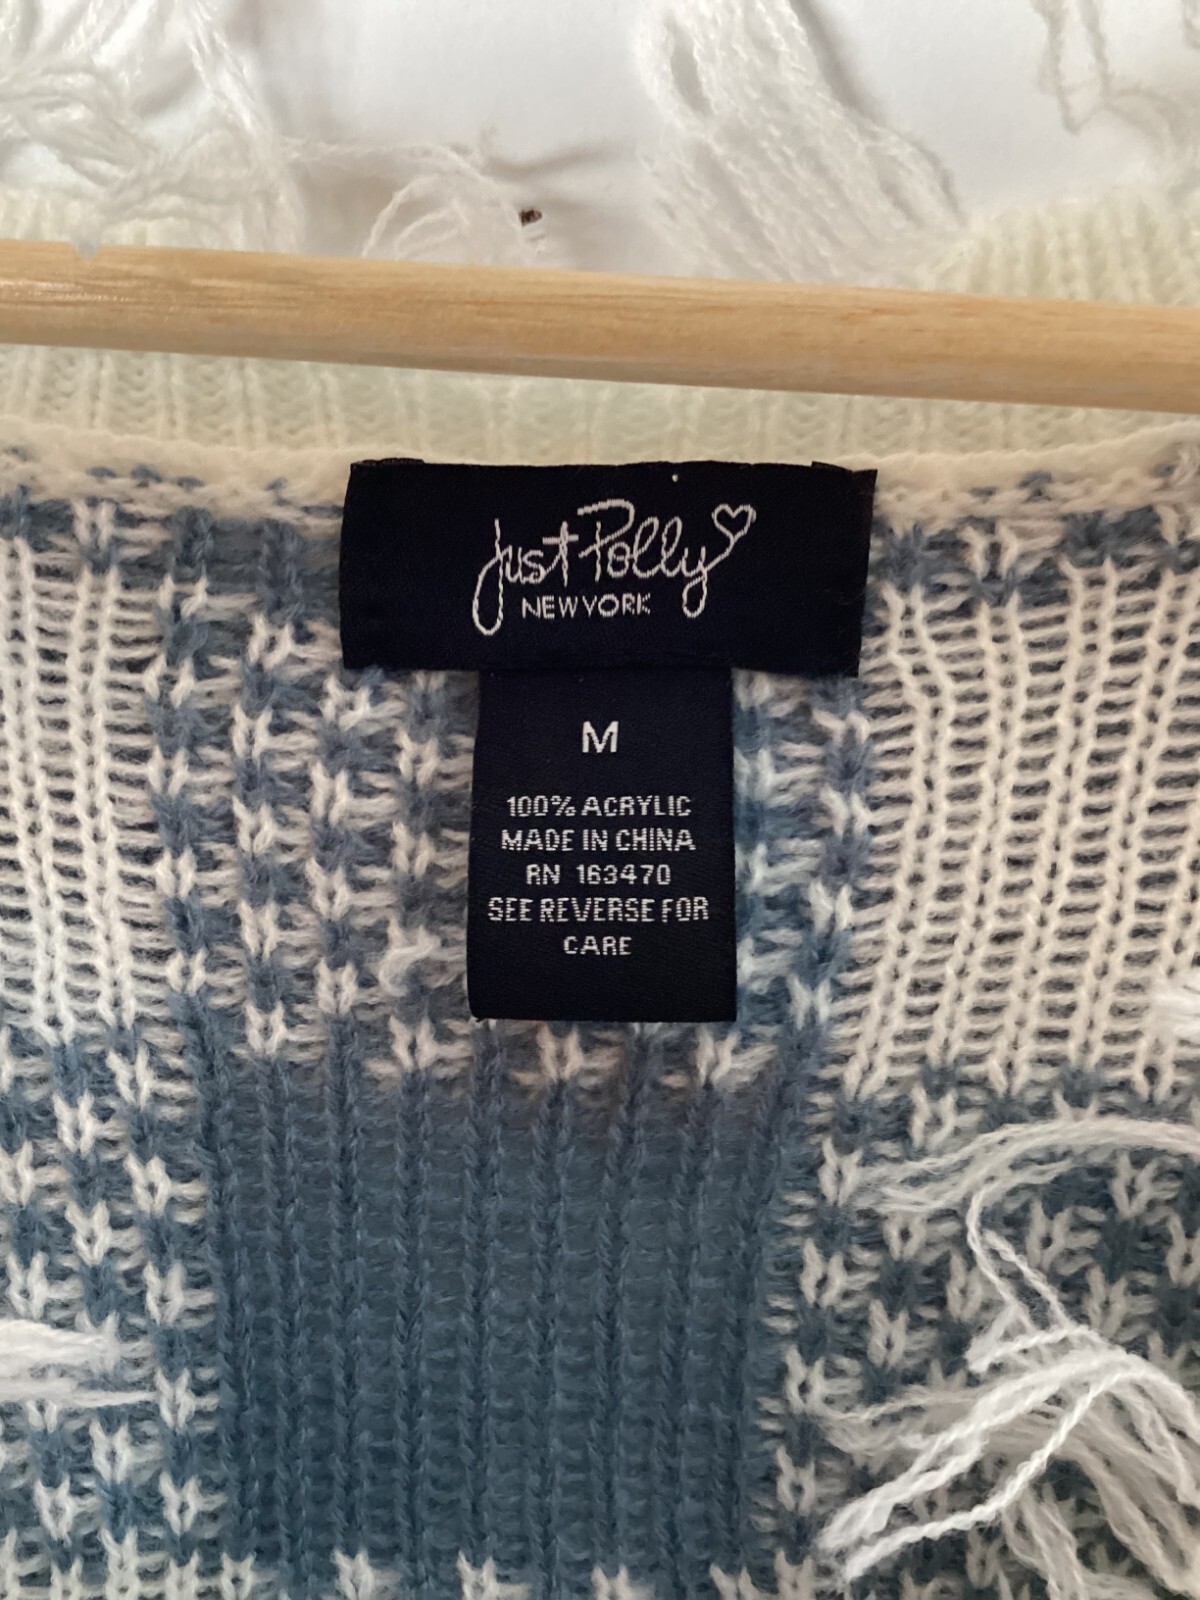 Just Polly
NEW YORK
M
100% ACRYLIC
MADE IN CHINA
RN 163470
SEE REVERSE FOR
CARE